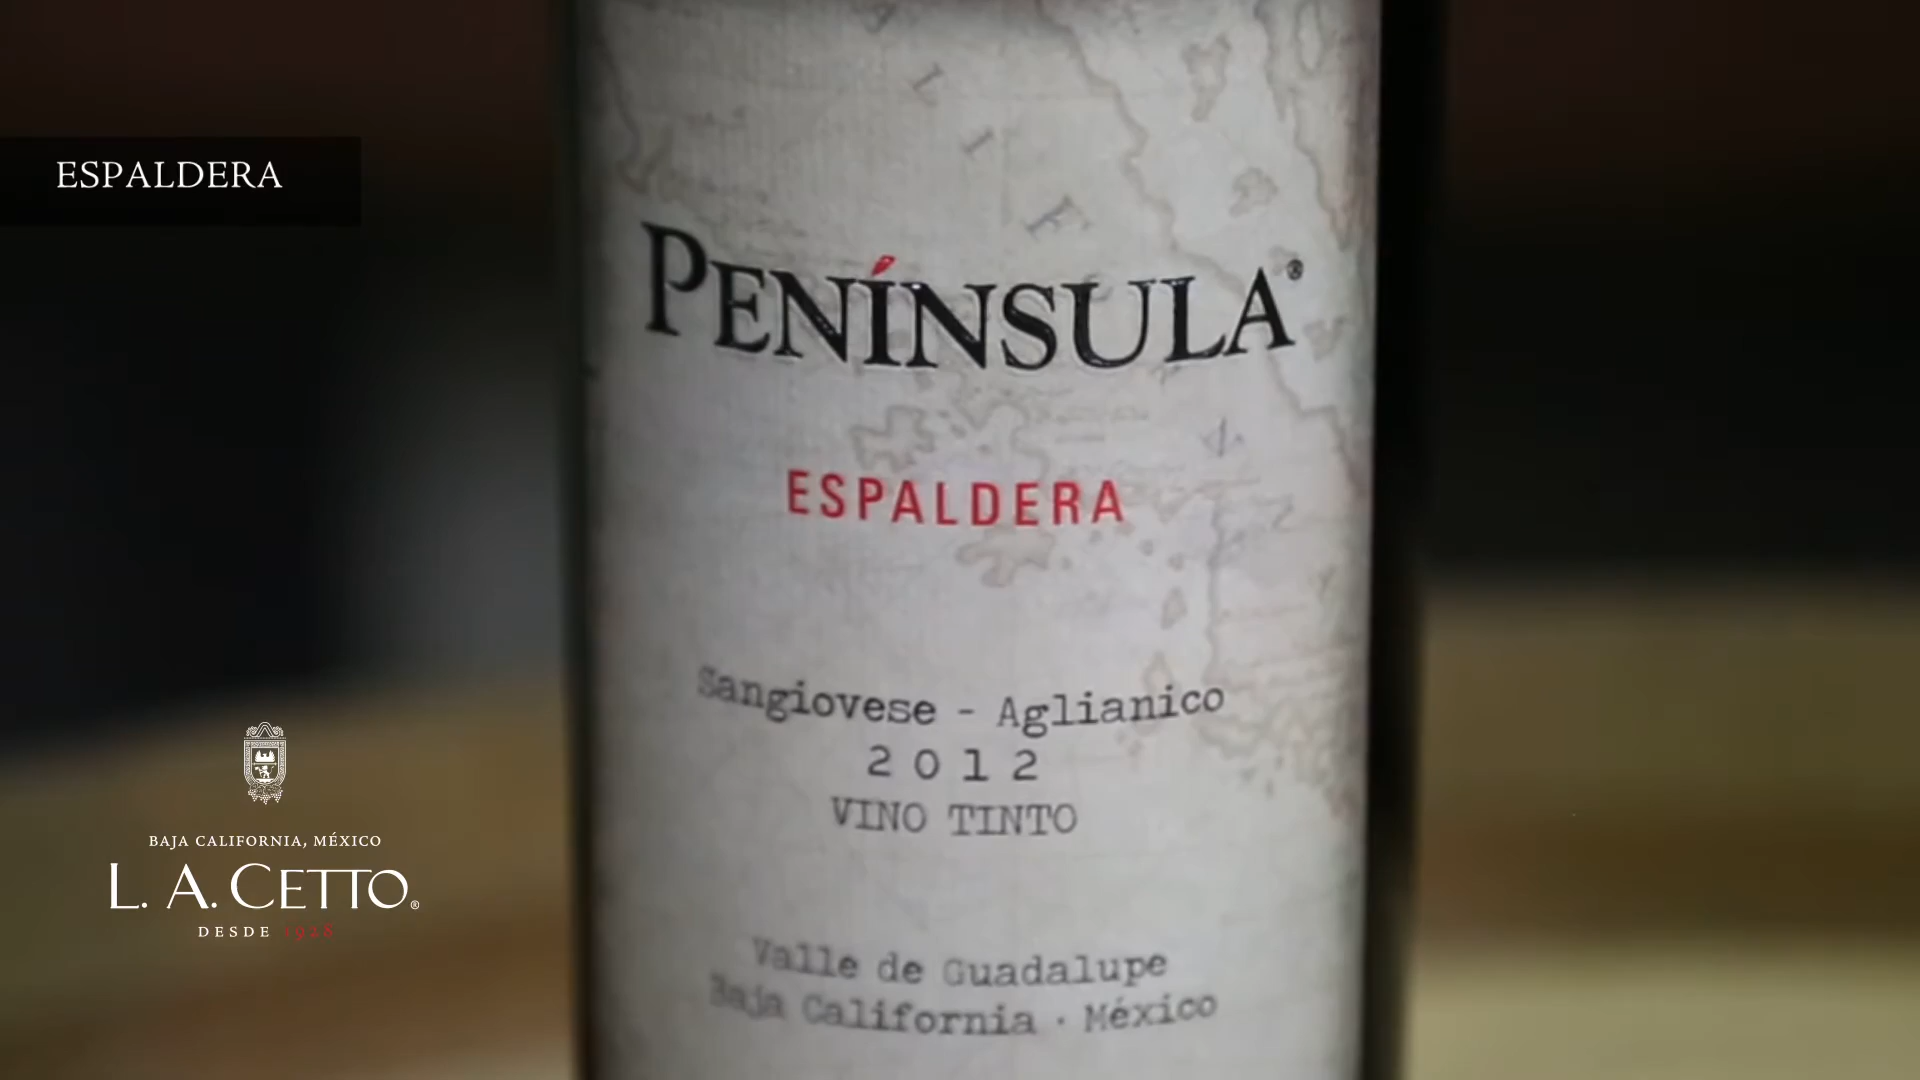 ESPALDERA
PENÍNSULA®
ESPALDERA
Sangiovese - Aglianico
2012
VINO TINTO
Valle de Guadalupe
Baja California · México
BAJA CALIFORNIA, MÉXICO
L. A. CETTO®
DESDE 1928